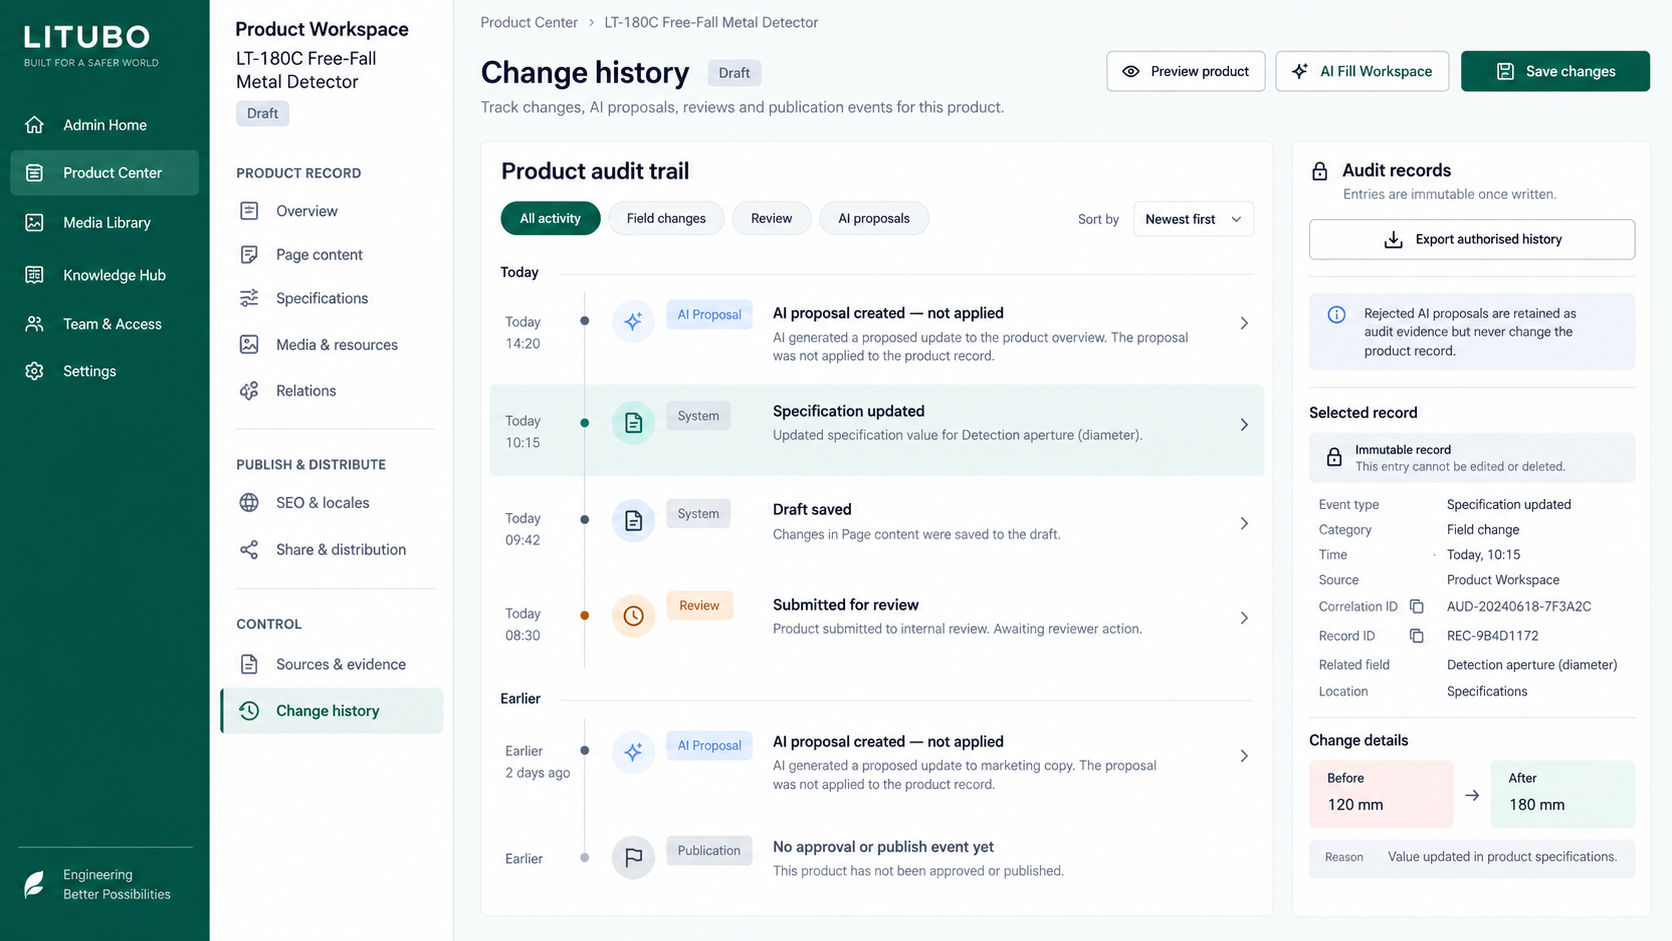 LITUBO
BUILT FOR A SAFER WORLD
Admin Home
Product Center
Media Library
Knowledge Hub
Team & Access
Settings
Engineering
Better Possibilities
Product Workspace
LT-180C Free-Fall
Metal Detector
Draft
PRODUCT RECORD
Overview
Page content
Specifications
Media & resources
Relations
PUBLISH & DISTRIBUTE
SEO & locales
Share & distribution
CONTROL
Sources & evidence
Change history
Product Center › LT-180C Free-Fall Metal Detector
Change history Draft
Track changes, AI proposals, reviews and publication events for this product.
Preview product
AI Fill Workspace
Save changes
Product audit trail
All activity Field changes Review AI proposals
Sort by Newest first
Today
Today
14:20
AI Proposal
AI proposal created — not applied
AI generated a proposed update to the product overview. The proposal
was not applied to the product record.
Today
10:15
System
Specification updated
Updated specification value for Detection aperture (diameter).
Today
09:42
System
Draft saved
Changes in Page content were saved to the draft.
Today
08:30
Review
Submitted for review
Product submitted to internal review. Awaiting reviewer action.
Earlier
Earlier
2 days ago
AI Proposal
AI proposal created — not applied
AI generated a proposed update to marketing copy. The proposal
was not applied to the product record.
Earlier
Publication
No approval or publish event yet
This product has not been approved or published.
Audit records
Entries are immutable once written.
Export authorised history
Rejected AI proposals are retained as
audit evidence but never change the
product record.
Selected record
Immutable record
This entry cannot be edited or deleted.
Event type Specification updated
Category Field change
Time Today, 10:15
Source Product Workspace
Correlation ID AUD-20240618-7F3A2C
Record ID REC-9B4D1172
Related field Detection aperture (diameter)
Location Specifications
Change details
Before
120 mm
After
180 mm
Reason Value updated in product specifications.